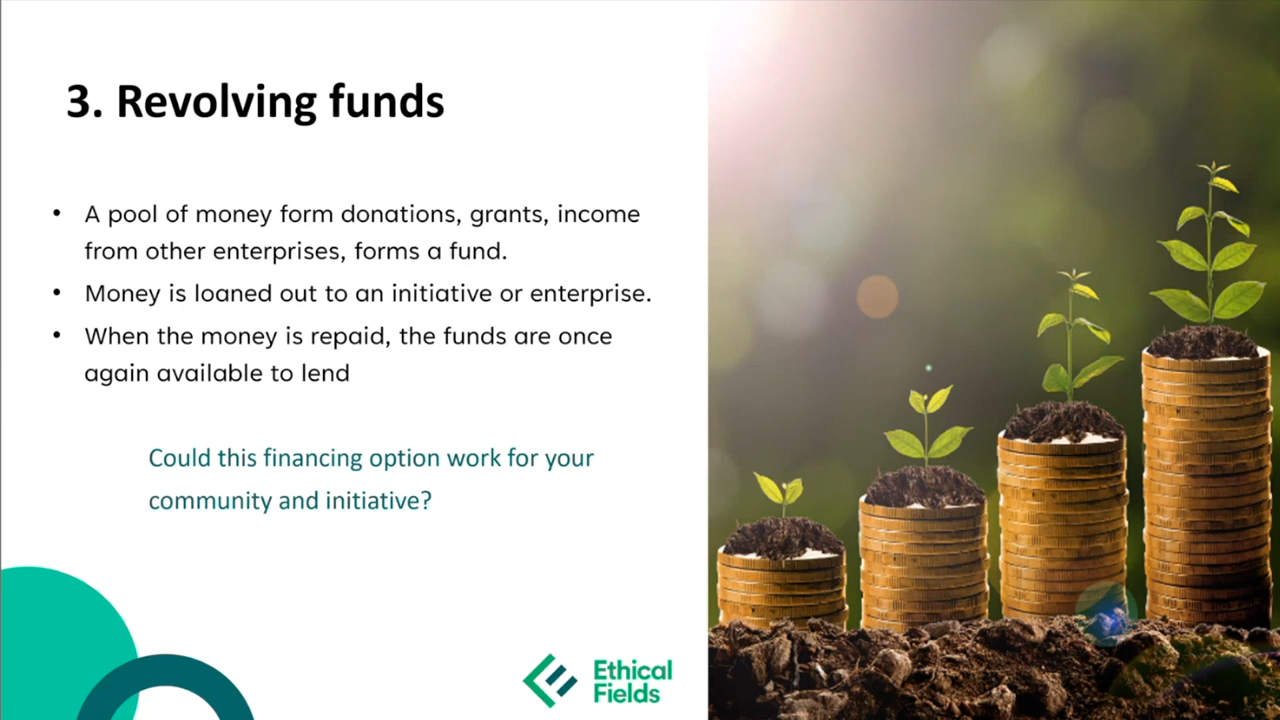 3. Revolving funds
• A pool of money form donations, grants, income
from other enterprises, forms a fund.
• Money is loaned out to an initiative or enterprise.
• When the money is repaid, the funds are once
again available to lend
Could this financing option work for your
community and initiative?
Ethical
Fields